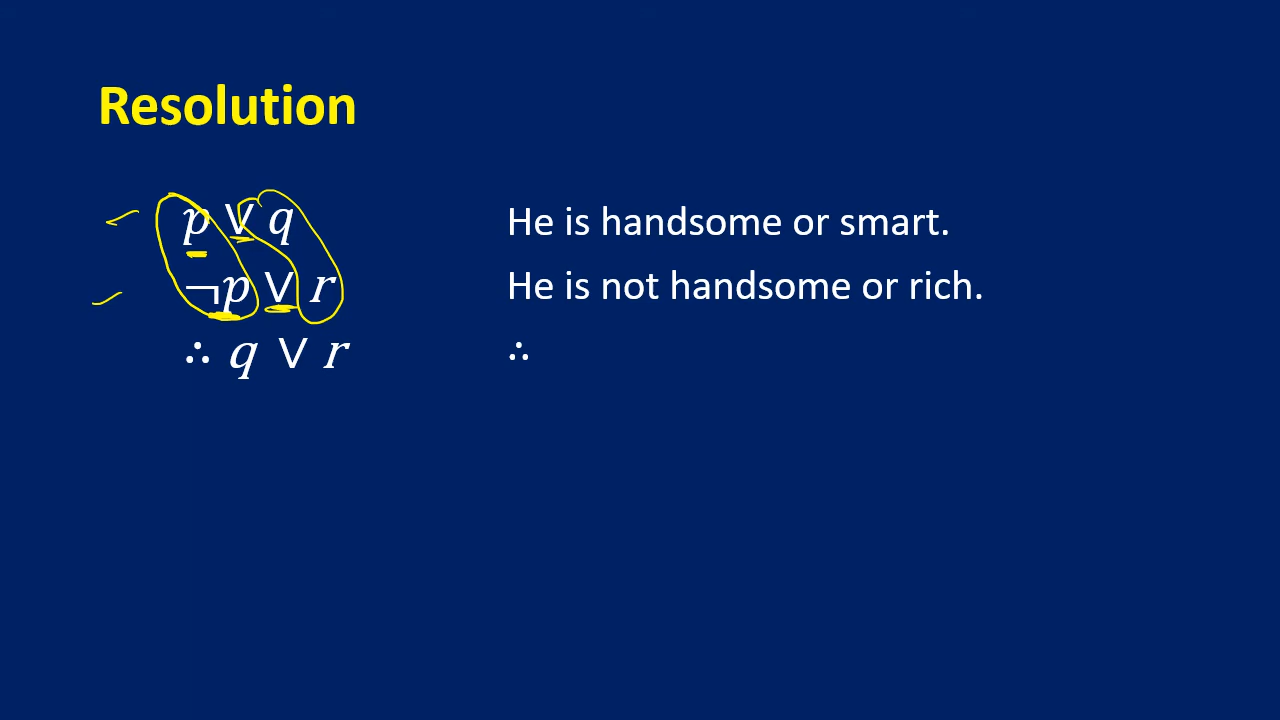 Resolution
p ∨ q He is handsome or smart.
¬p ∨ r He is not handsome or rich.
∴ q ∨ r ∴